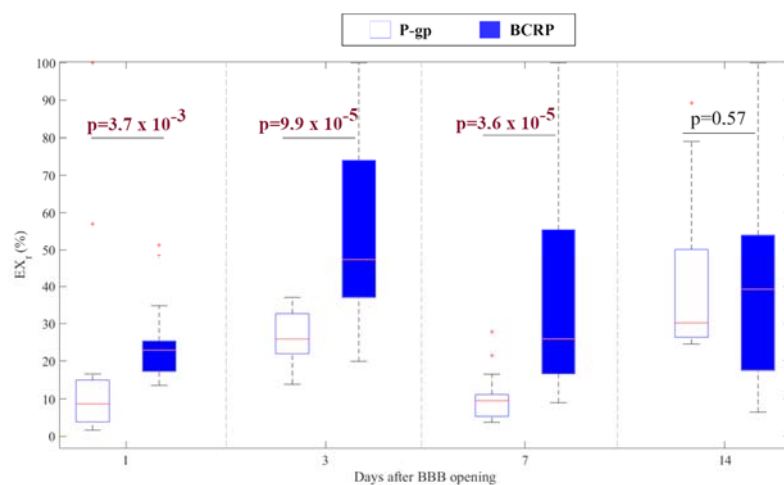 P-gp BCRP
100
90
80
70
60
50
40
30
20
10
0
EX_r (%)
p=3.7 x 10^-3
p=9.9 x 10^-5
p=3.6 x 10^-5
p=0.57
1 3 7 14
Days after BBB opening